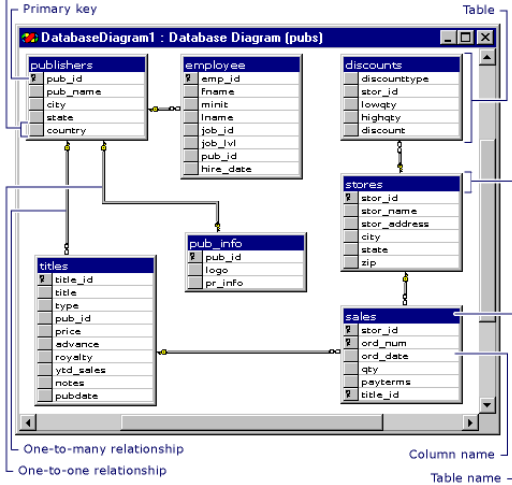 Primary key
Table
DatabaseDiagram1 : Database Diagram (pubs)
publishers
pub_id
pub_name
city
state
country
employee
emp_id
fname
minit
lname
job_id
job_lvl
pub_id
hire_date
discounts
discounttype
stor_id
lowqty
highqty
discount
stores
stor_id
stor_name
stor_address
city
state
zip
pub_info
pub_id
logo
pr_info
titles
title_id
title
type
pub_id
price
advance
royalty
ytd_sales
notes
pubdate
sales
stor_id
ord_num
ord_date
qty
payterms
title_id
One-to-many relationship
One-to-one relationship
Column name
Table name